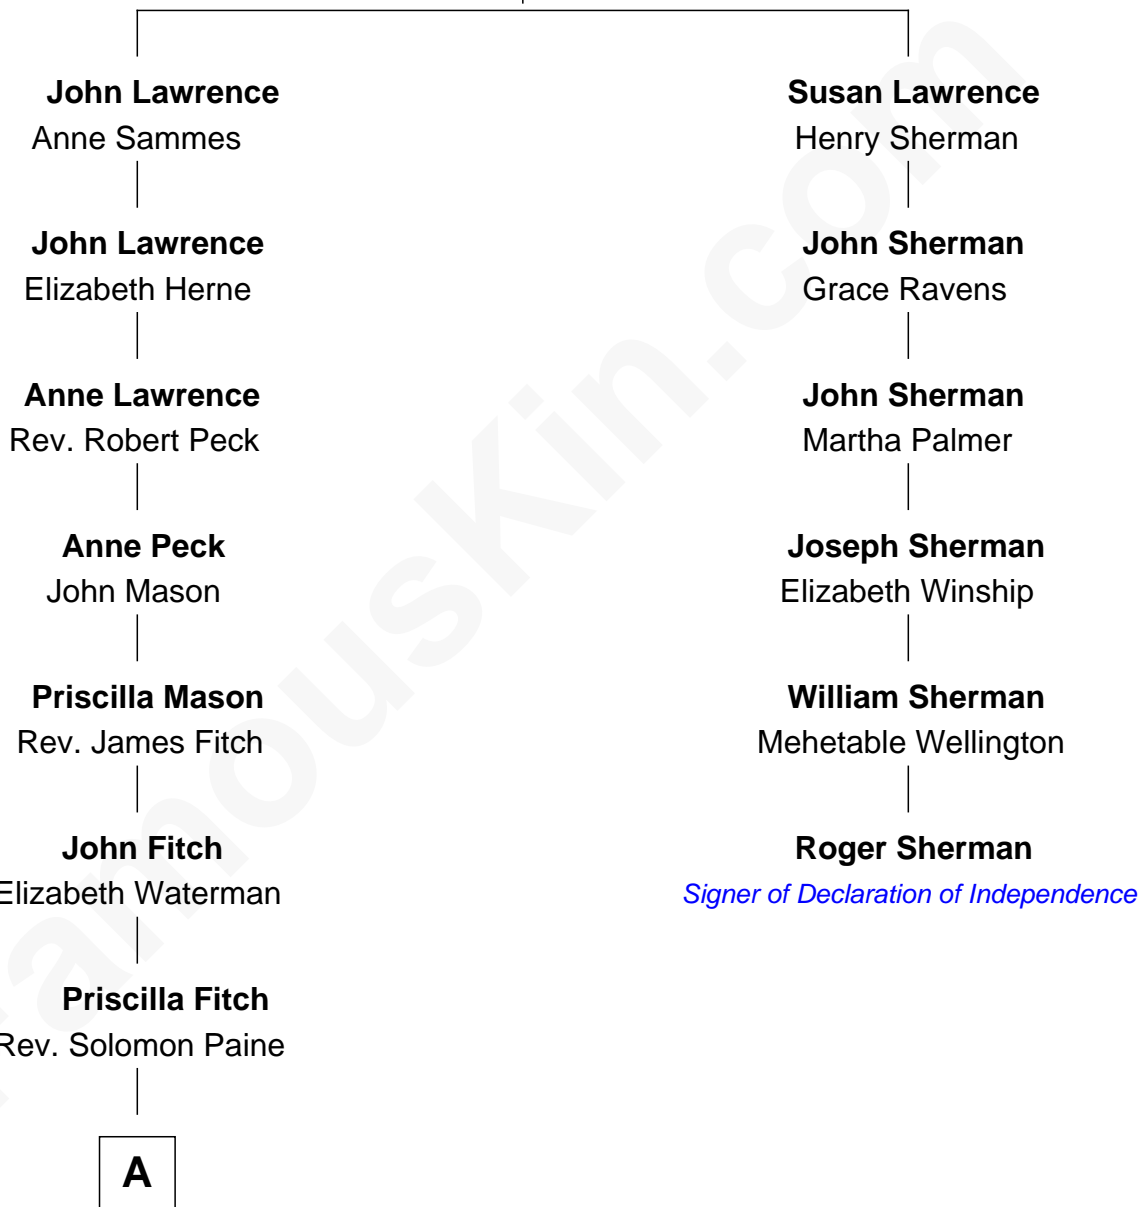 John Lawrence
Anne Sammes
John Lawrence
Elizabeth Herne
Anne Lawrence
Rev. Robert Peck
Anne Peck
John Mason
Priscilla Mason
Rev. James Fitch
John Fitch
Elizabeth Waterman
Priscilla Fitch
Rev. Solomon Paine
A
Susan Lawrence
Henry Sherman
John Sherman
Grace Ravens
John Sherman
Martha Palmer
Joseph Sherman
Elizabeth Winship
William Sherman
Mehetable Wellington
Roger Sherman
Signer of Declaration of Independence
FamousKin.com